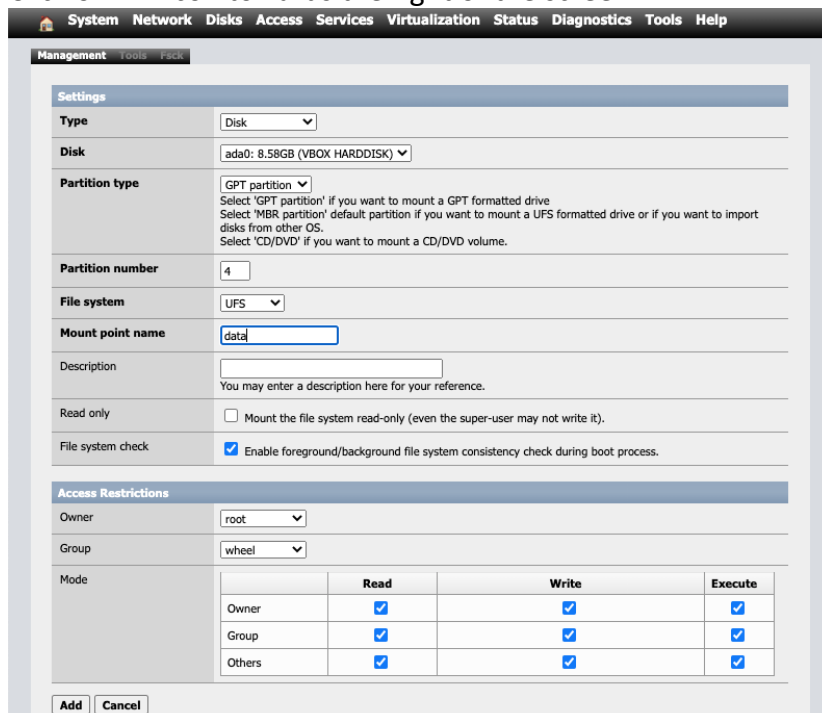 System Network Disks Access Services Virtualization Status Diagnostics Tools Help
Management Tools Fsck
Settings
Type Disk
Disk ada0: 8.58GB (VBOX HARDDISK)
Partition type GPT partition
Select 'GPT partition' if you want to mount a GPT formatted drive
Select 'MBR partition' default partition if you want to mount a UFS formatted drive or if you want to import
disks from other OS.
Select 'CD/DVD' if you want to mount a CD/DVD volume.
Partition number 4
File system UFS
Mount point name data
Description
You may enter a description here for your reference.
Read only Mount the file system read-only (even the super-user may not write it).
File system check Enable foreground/background file system consistency check during boot process.
Access Restrictions
Owner root
Group wheel
Mode Read Write Execute
Owner
Group
Others
Add Cancel